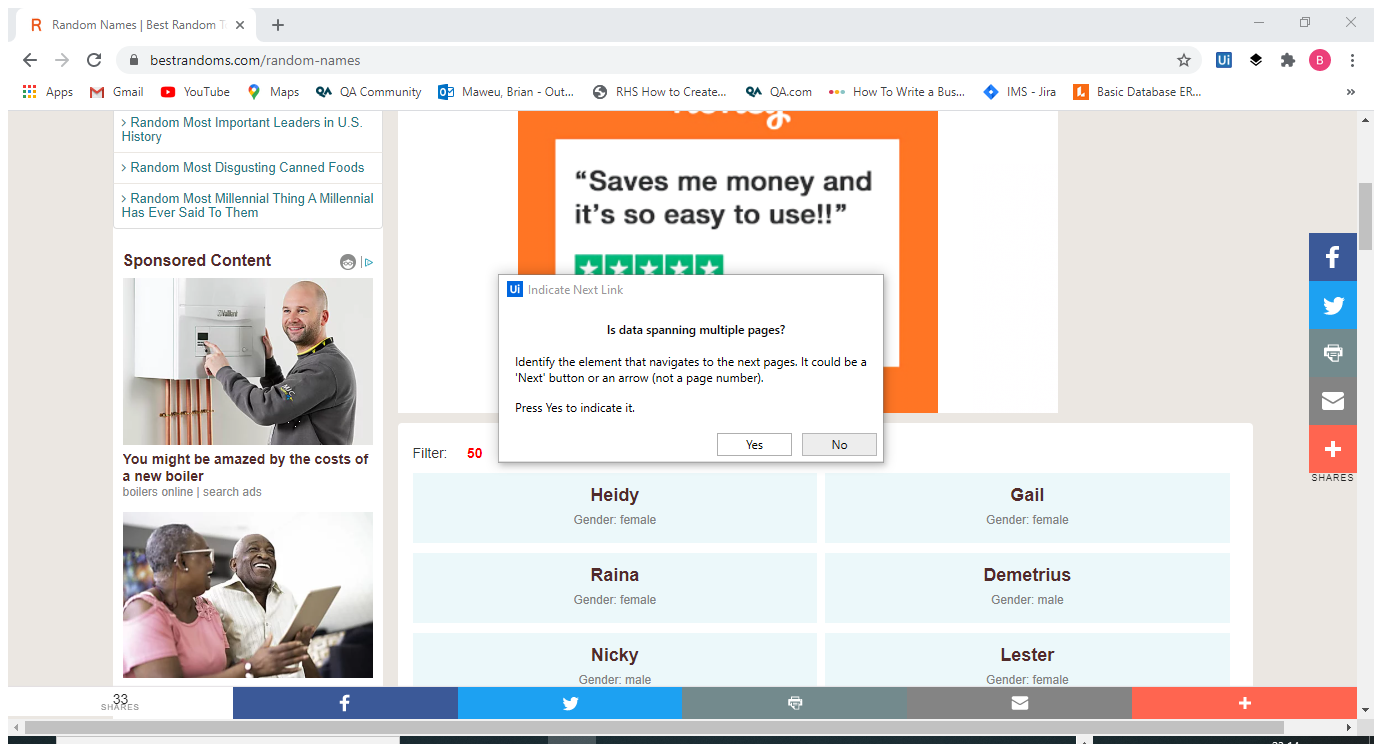 Random Names | Best Random T
bestrandoms.com/random-names
Ui
B
Apps
Gmail
YouTube
Maps
QA Community
Maweu, Brian - Out...
RHS How to Create...
QA.com
How To Write a Bus...
IMS - Jira
Basic Database ER...
»
> Random Most Important Leaders in U.S.
History
> Random Most Disgusting Canned Foods
> Random Most Millennial Thing A Millennial
Has Ever Said To Them
Sponsored Content
You might be amazed by the costs of
a new boiler
boilers online | search ads
honey
“Saves me money and
it’s so easy to use!!”
Ui Indicate Next Link
Is data spanning multiple pages?
Identify the element that navigates to the next pages. It could be a
'Next' button or an arrow (not a page number).
Press Yes to indicate it.
Yes
No
Filter: 50
Heidy
Gender: female
Gail
Gender: female
Raina
Gender: female
Demetrius
Gender: male
Nicky
Gender: male
Lester
Gender: female
SHARES
33
SHARES